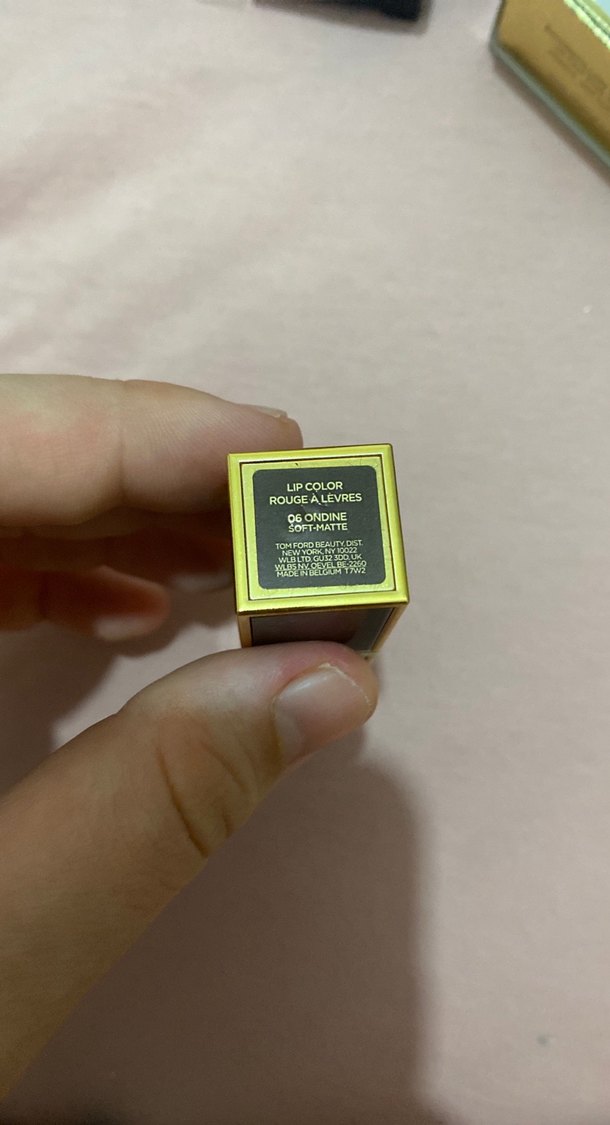 LIP COLOR
ROUGE À LÈVRES
06 ONDINE
SOFT-MATTE
TOM FORD BEAUTY, DIST.
NEW YORK, NY 10022
WLB LTD, GU32 3DD, UK
WLBS NV, OEVEL BE-2260
MADE IN BELGIUM T7W2